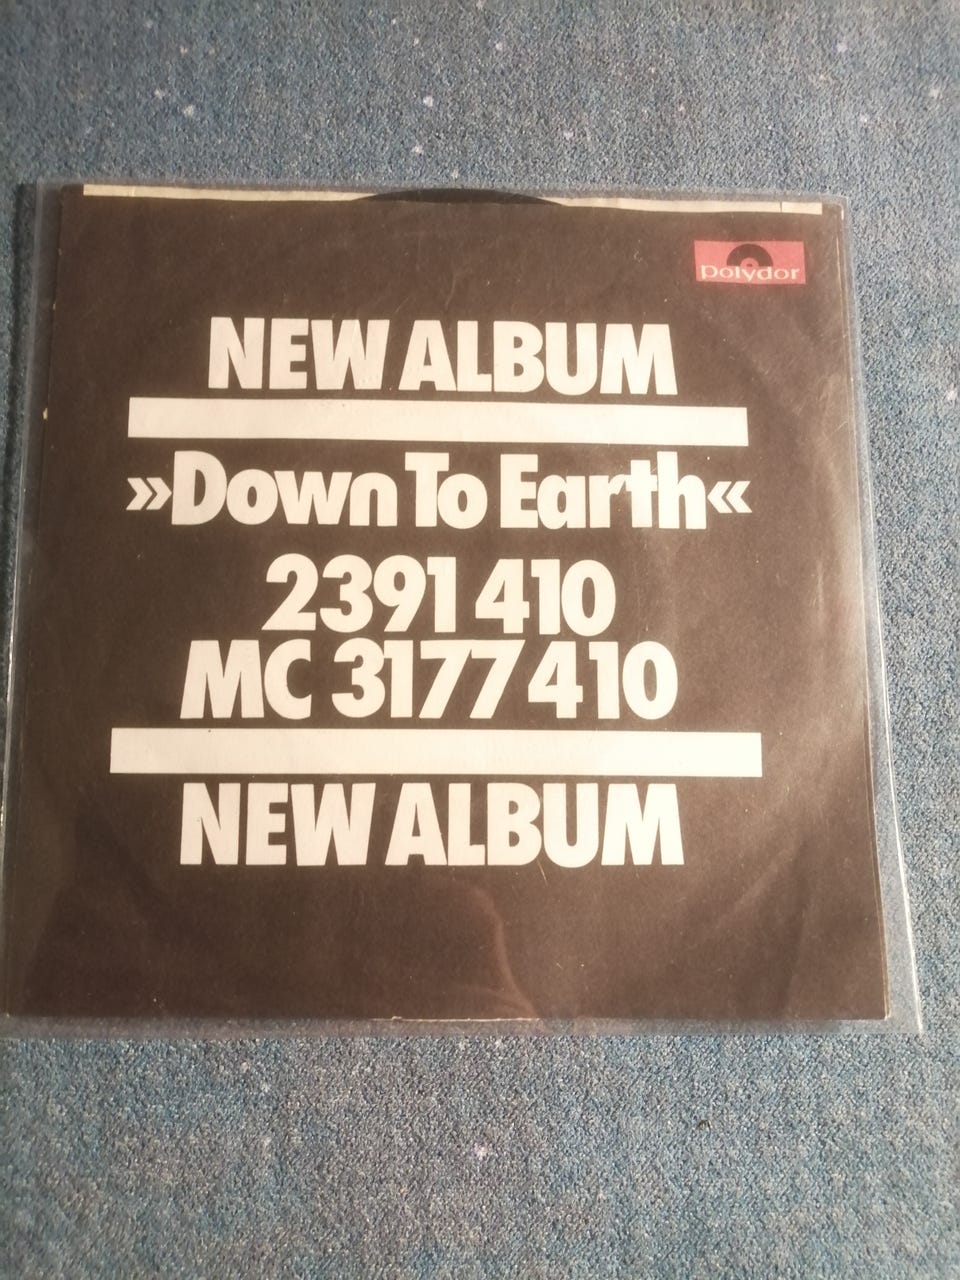 polydor
NEW ALBUM
»Down To Earth«
2391 410
MC 3177 410
NEW ALBUM